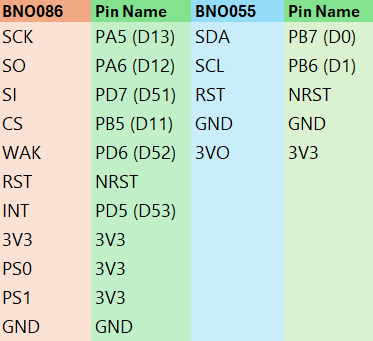 BNO086 Pin Name BNO055 Pin Name
SCK PA5 (D13) SDA PB7 (D0)
SO PA6 (D12) SCL PB6 (D1)
SI PD7 (D51) RST NRST
CS PB5 (D11) GND GND
WAK PD6 (D52) 3VO 3V3
RST NRST
INT PD5 (D53)
3V3 3V3
PS0 3V3
PS1 3V3
GND GND